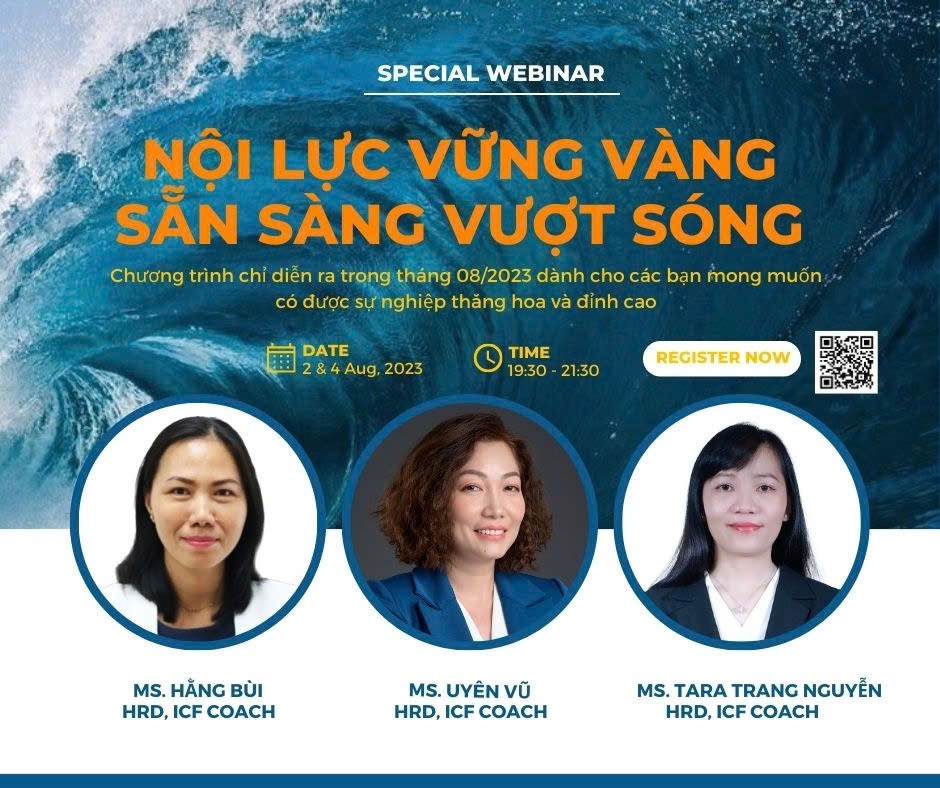 SPECIAL WEBINAR
NỘI LỰC VỮNG VÀNG
SẴN SÀNG VƯỢT SÓNG
Chương trình chỉ diễn ra trong tháng 08/2023 dành cho các bạn mong muốn
có được sự nghiệp thăng hoa và đỉnh cao
DATE
2 & 4 Aug, 2023
TIME
19:30 - 21:30
REGISTER NOW
MS. HẰNG BÙI
HRD, ICF COACH
MS. UYÊN VŨ
HRD, ICF COACH
MS. TARA TRANG NGUYỄN
HRD, ICF COACH